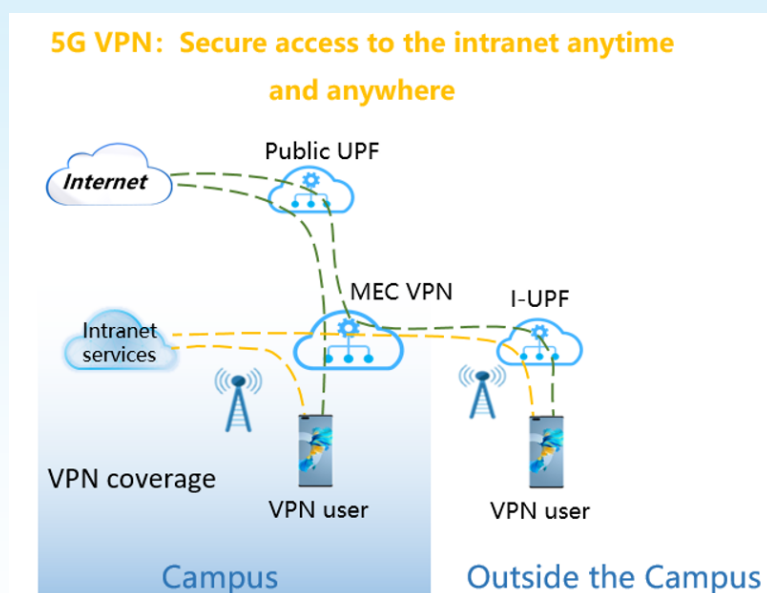 5G VPN: Secure access to the intranet anytime
and anywhere
Public UPF
Internet
MEC VPN
I-UPF
Intranet
services
VPN coverage
VPN user
VPN user
Campus
Outside the Campus